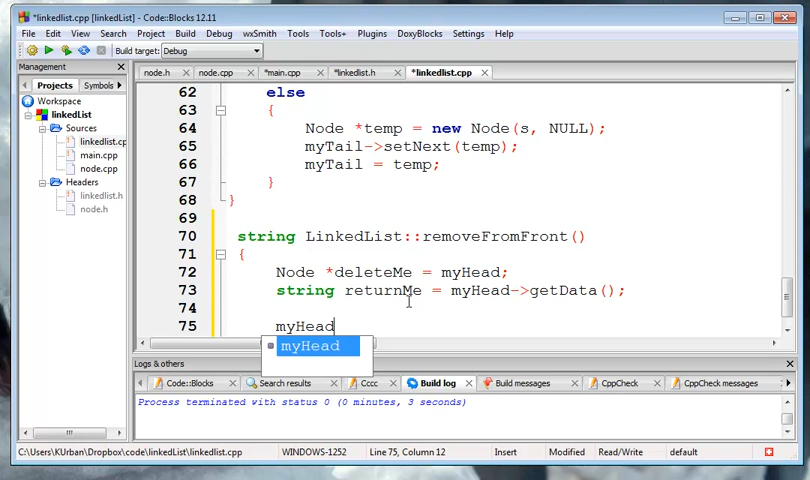 *linkedlist.cpp [linkedList] - Code::Blocks 12.11
File Edit View Search Project Build Debug wxSmith Tools Tools+ Plugins DoxyBlocks Settings Help
Build target: Debug
Management
Projects Symbols
Workspace
linkedList
Sources
linkedlist.cp
main.cpp
node.cpp
Headers
linkedlist.h
node.h
node.h node.cpp *main.cpp *linkedlist.h *linkedlist.cpp
62 else
63 {
64 Node *temp = new Node(s, NULL);
65 myTail->setNext(temp);
66 myTail = temp;
67 }
68 }
69
70 string LinkedList::removeFromFront()
71 {
72 Node *deleteMe = myHead;
73 string returnMe = myHead->getData();
74
75 myHead
myHead
Logs & others
Code::Blocks Search results Cccc Build log Build messages CppCheck CppCheck messages
Process terminated with status 0 (0 minutes, 3 seconds)
C:\KUrban\Dropbox\code\linkedList\linkedlist.cpp WINDOWS-1252 Line 75, Column 12 Insert Modified Read/Write default